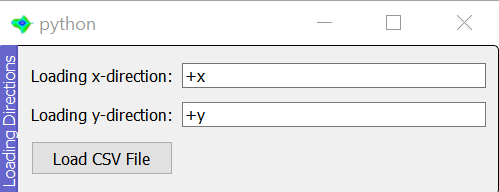 python
Loading Directions
Loading x-direction: +x
Loading y-direction: +y
Load CSV File